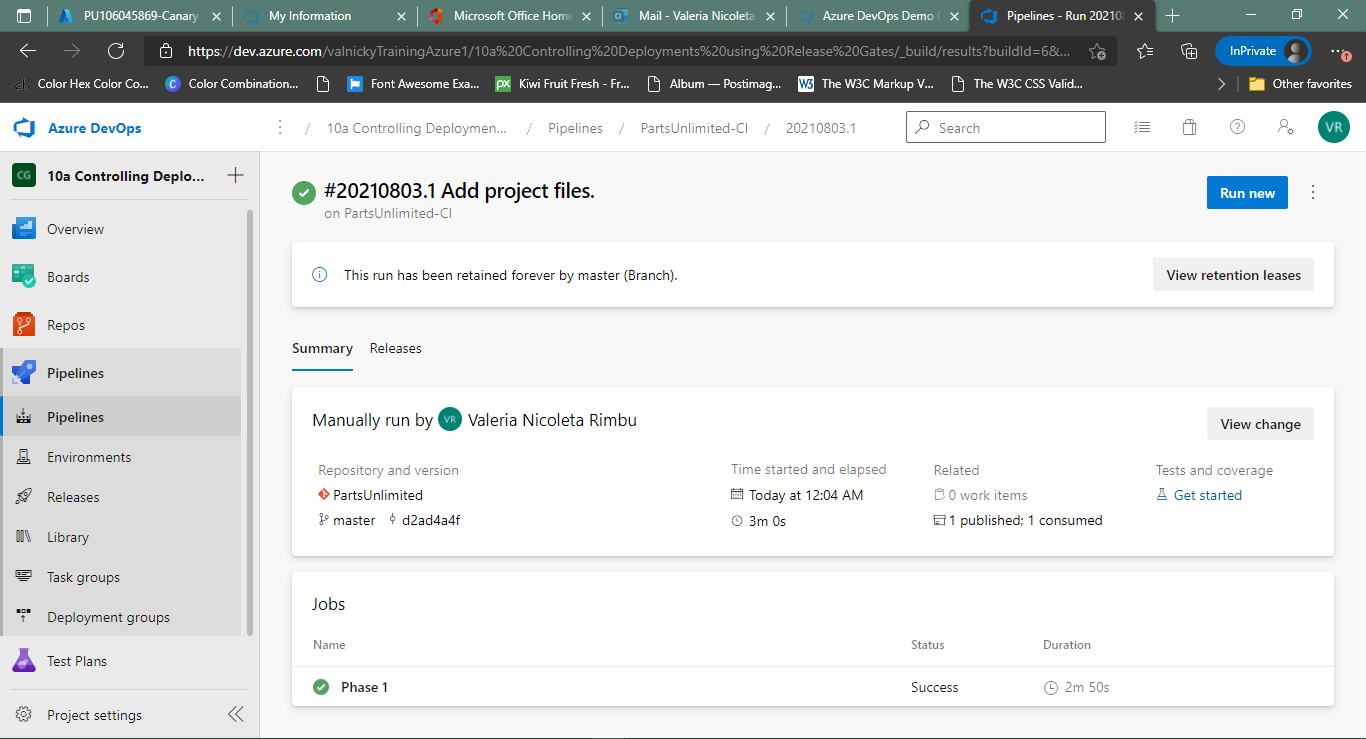 PU106045869-Canary
My Information
Microsoft Office Home
Mail - Valeria Nicoleta
Azure DevOps Demo
Pipelines - Run 202108
https://dev.azure.com/valnickyTrainingAzure1/10a%20Controlling%20Deployments%20using%20Release%20Gates/_build/results?buildId=6&...
InPrivate
Color Hex Color Co...
Color Combination...
Font Awesome Exa...
px
Kiwi Fruit Fresh - Fr...
Album — Postimag...
W3
The W3C Markup V...
The W3C CSS Valid...
Other favorites
Azure DevOps
/ 10a Controlling Deploymen... / Pipelines / PartsUnlimited-CI / 20210803.1
Search
VR
CG
10a Controlling Deplo...
Overview
Boards
Repos
Pipelines
Pipelines
Environments
Releases
Library
Task groups
Deployment groups
Test Plans
Project settings
#20210803.1 Add project files.
on PartsUnlimited-CI
Run new
This run has been retained forever by master (Branch).
View retention leases
Summary
Releases
Manually run by VR Valeria Nicoleta Rimbu
View change
Repository and version
PartsUnlimited
master d2ad4a4f
Time started and elapsed
Today at 12:04 AM
3m 0s
Related
0 work items
1 published; 1 consumed
Tests and coverage
Get started
Jobs
Name Status Duration
Phase 1 Success 2m 50s